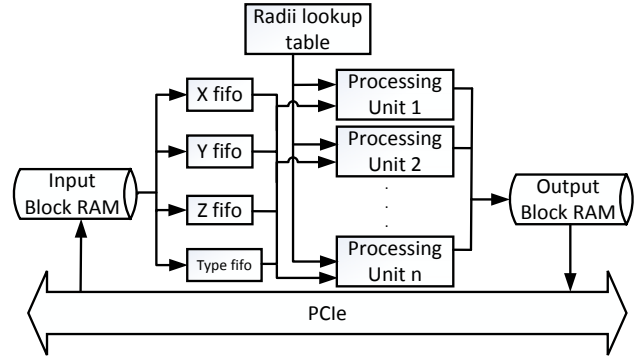 Radii lookup
table
X fifo
Y fifo
Z fifo
Type fifo
Processing
Unit 1
Processing
Unit 2
.
.
.
Processing
Unit n
Input
Block RAM
Output
Block RAM
PCIe